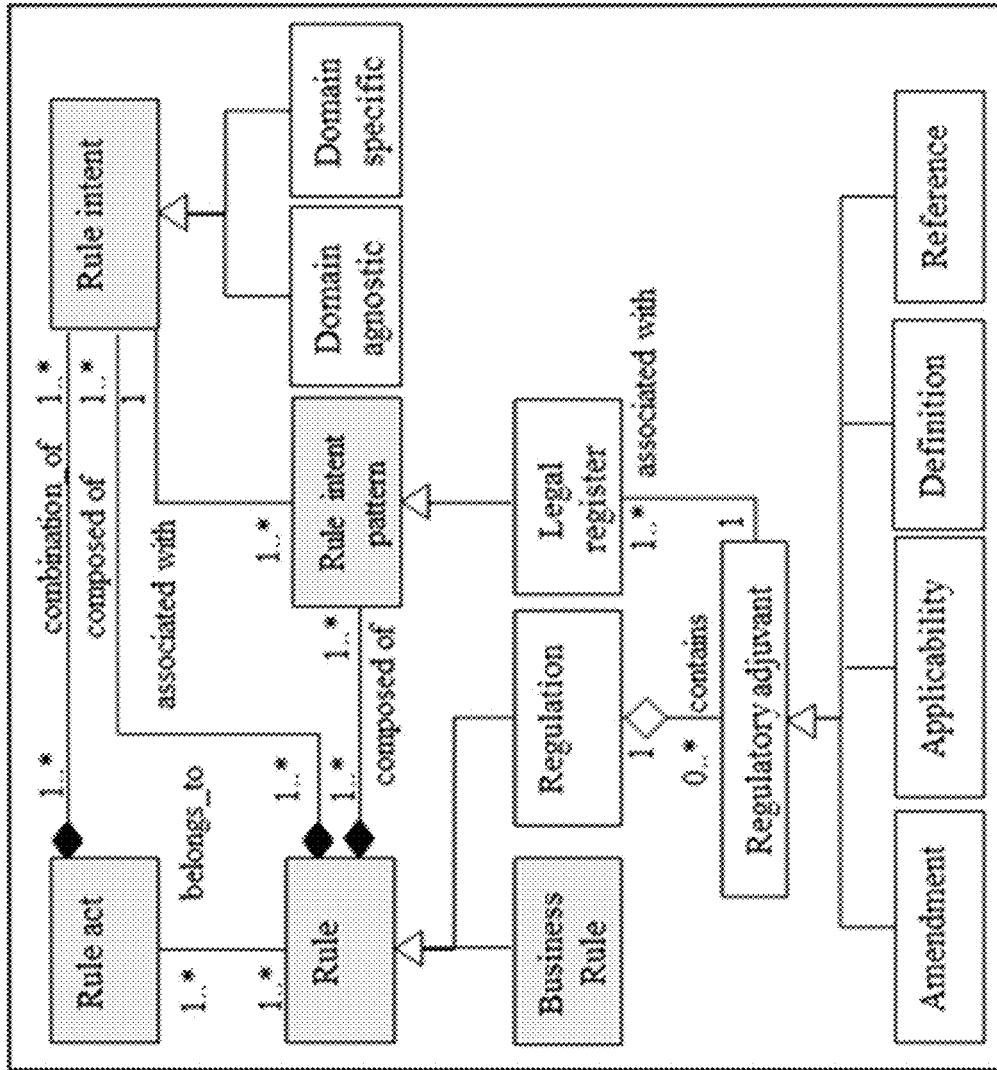 Rule act
1..*
combination of
1..*
Rule intent
composed of
1..*
1
associated with
belongs_to
1..*
1..*
1..*
1..*
1..*
1..*
Rule
Rule intent
pattern
Domain
agnostic
Domain
specific
composed of
Business
Rule
Regulation
Legal
register
1
1..*
associated with
contains
0..*
1
Regulatory adjuvant
Amendment
Applicability
Definition
Reference